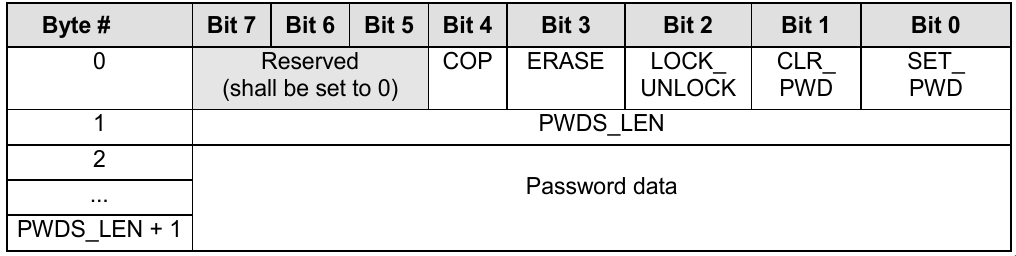 Byte # Bit 7 Bit 6 Bit 5 Bit 4 Bit 3 Bit 2 Bit 1 Bit 0
0 Reserved COP ERASE LOCK_ CLR_ SET_
(shall be set to 0) UNLOCK PWD PWD
1 PWDS_LEN
2
Password data
...
PWDS_LEN + 1